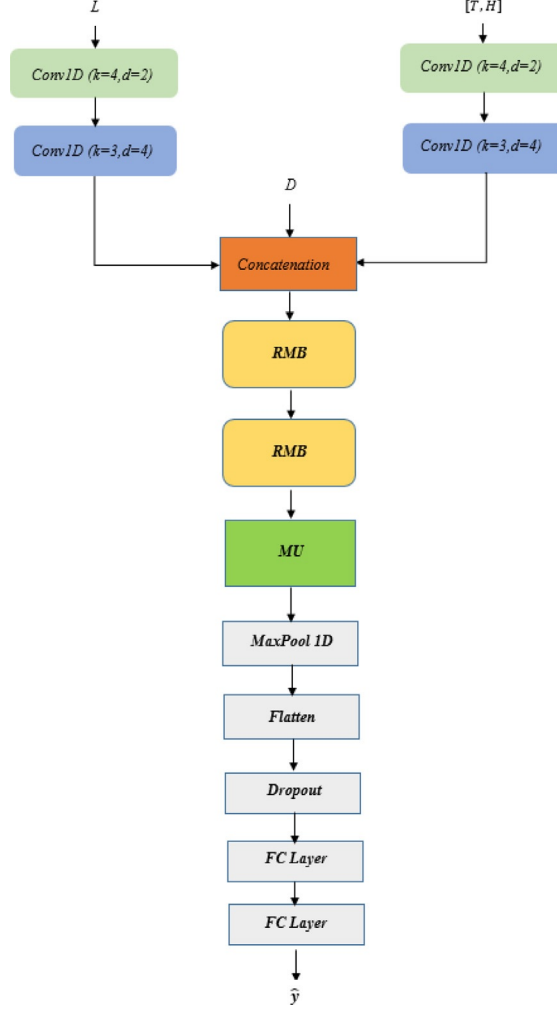 L
[T, H]
Conv1D (k=4,d=2)
Conv1D (k=4,d=2)
Conv1D (k=3,d=4)
Conv1D (k=3,d=4)
D
Concatenation
RMB
RMB
MU
MaxPool 1D
Flatten
Dropout
FC Layer
FC Layer
ŷ